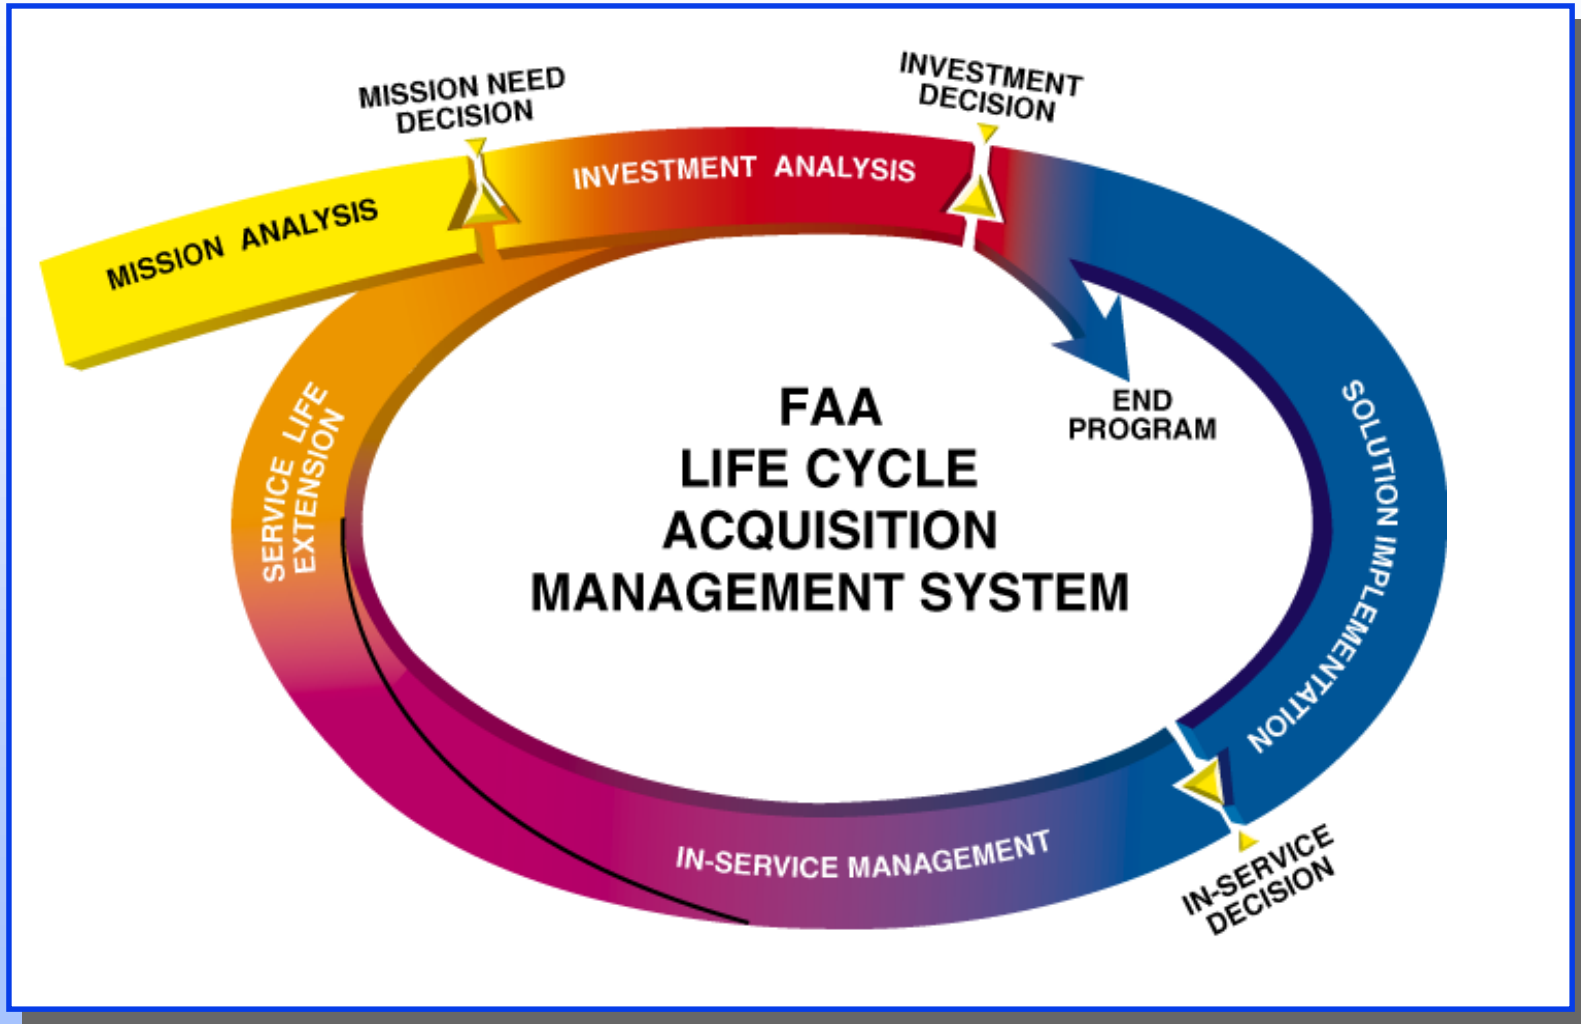 MISSION NEED
DECISION
INVESTMENT
DECISION
MISSION ANALYSIS
INVESTMENT ANALYSIS
END
PROGRAM
FAA
LIFE CYCLE
ACQUISITION
MANAGEMENT SYSTEM
SERVICE LIFE
EXTENSION
SOLUTION IMPLEMENTATION
IN-SERVICE MANAGEMENT
IN-SERVICE
DECISION